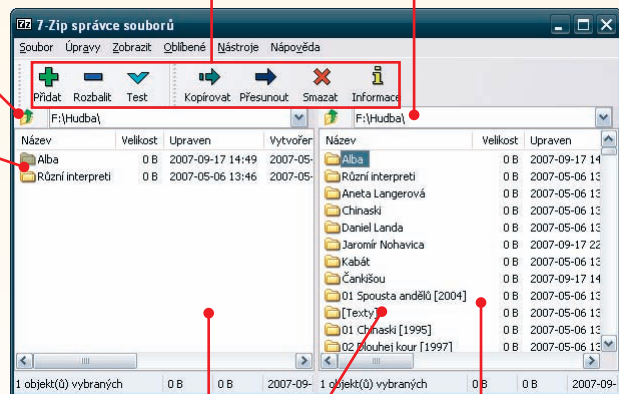 7-Zip správce souborů
Soubor Úpravy Zobrazit Oblíbené Nástroje Nápověda
Přidat Rozbalit Test Kopírovat Přesunout Smazat Informace
F:\Hudba\
Název Velikost Upraven Vytvořen
Alba 0 B 2007-09-17 14:49 2007-05-
Různí interpreti 0 B 2007-05-06 13:46 2007-05-
1 objekt(ů) vybraných 0 B 0 B 2007-09-
F:\Hudba\
Název Velikost Upraven
Alba 0 B 2007-09-17 14
Různí interpreti 0 B 2007-05-06 13
Aneta Langerová 0 B 2007-05-06 13
Chinaski 0 B 2007-05-06 13
Daniel Landa 0 B 2007-05-06 13
Jaromír Nohavica 0 B 2007-09-17 22
Kabát 0 B 2007-05-06 13
Čankišou 0 B 2007-09-17 14
01 Spousta andělů [2004] 0 B 2007-05-06 13
[Texty] 0 B 2007-05-06 13
01 Chinaski [1995] 0 B 2007-05-06 13
02 Dlouhej kour [1997] 0 B 2007-05-06 13
1 objekt(ů) vybraných 0 B 0 B 2007-09-